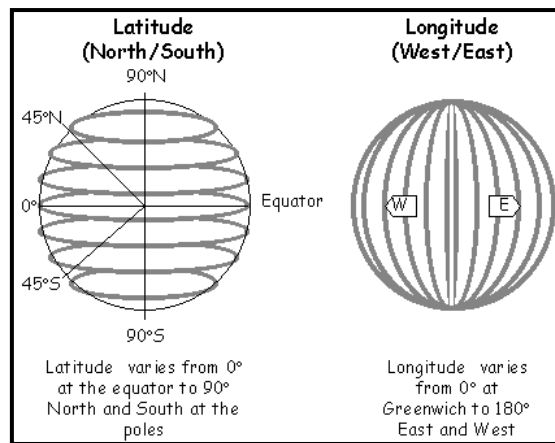 Latitude
(North/South)
90°N
45°N
0°
Equator
45°S
90°S
Latitude varies from 0°
at the equator to 90°
North and South at the
poles
Longitude
(West/East)
W
E
Longitude varies
from 0° at
Greenwich to 180°
East and West